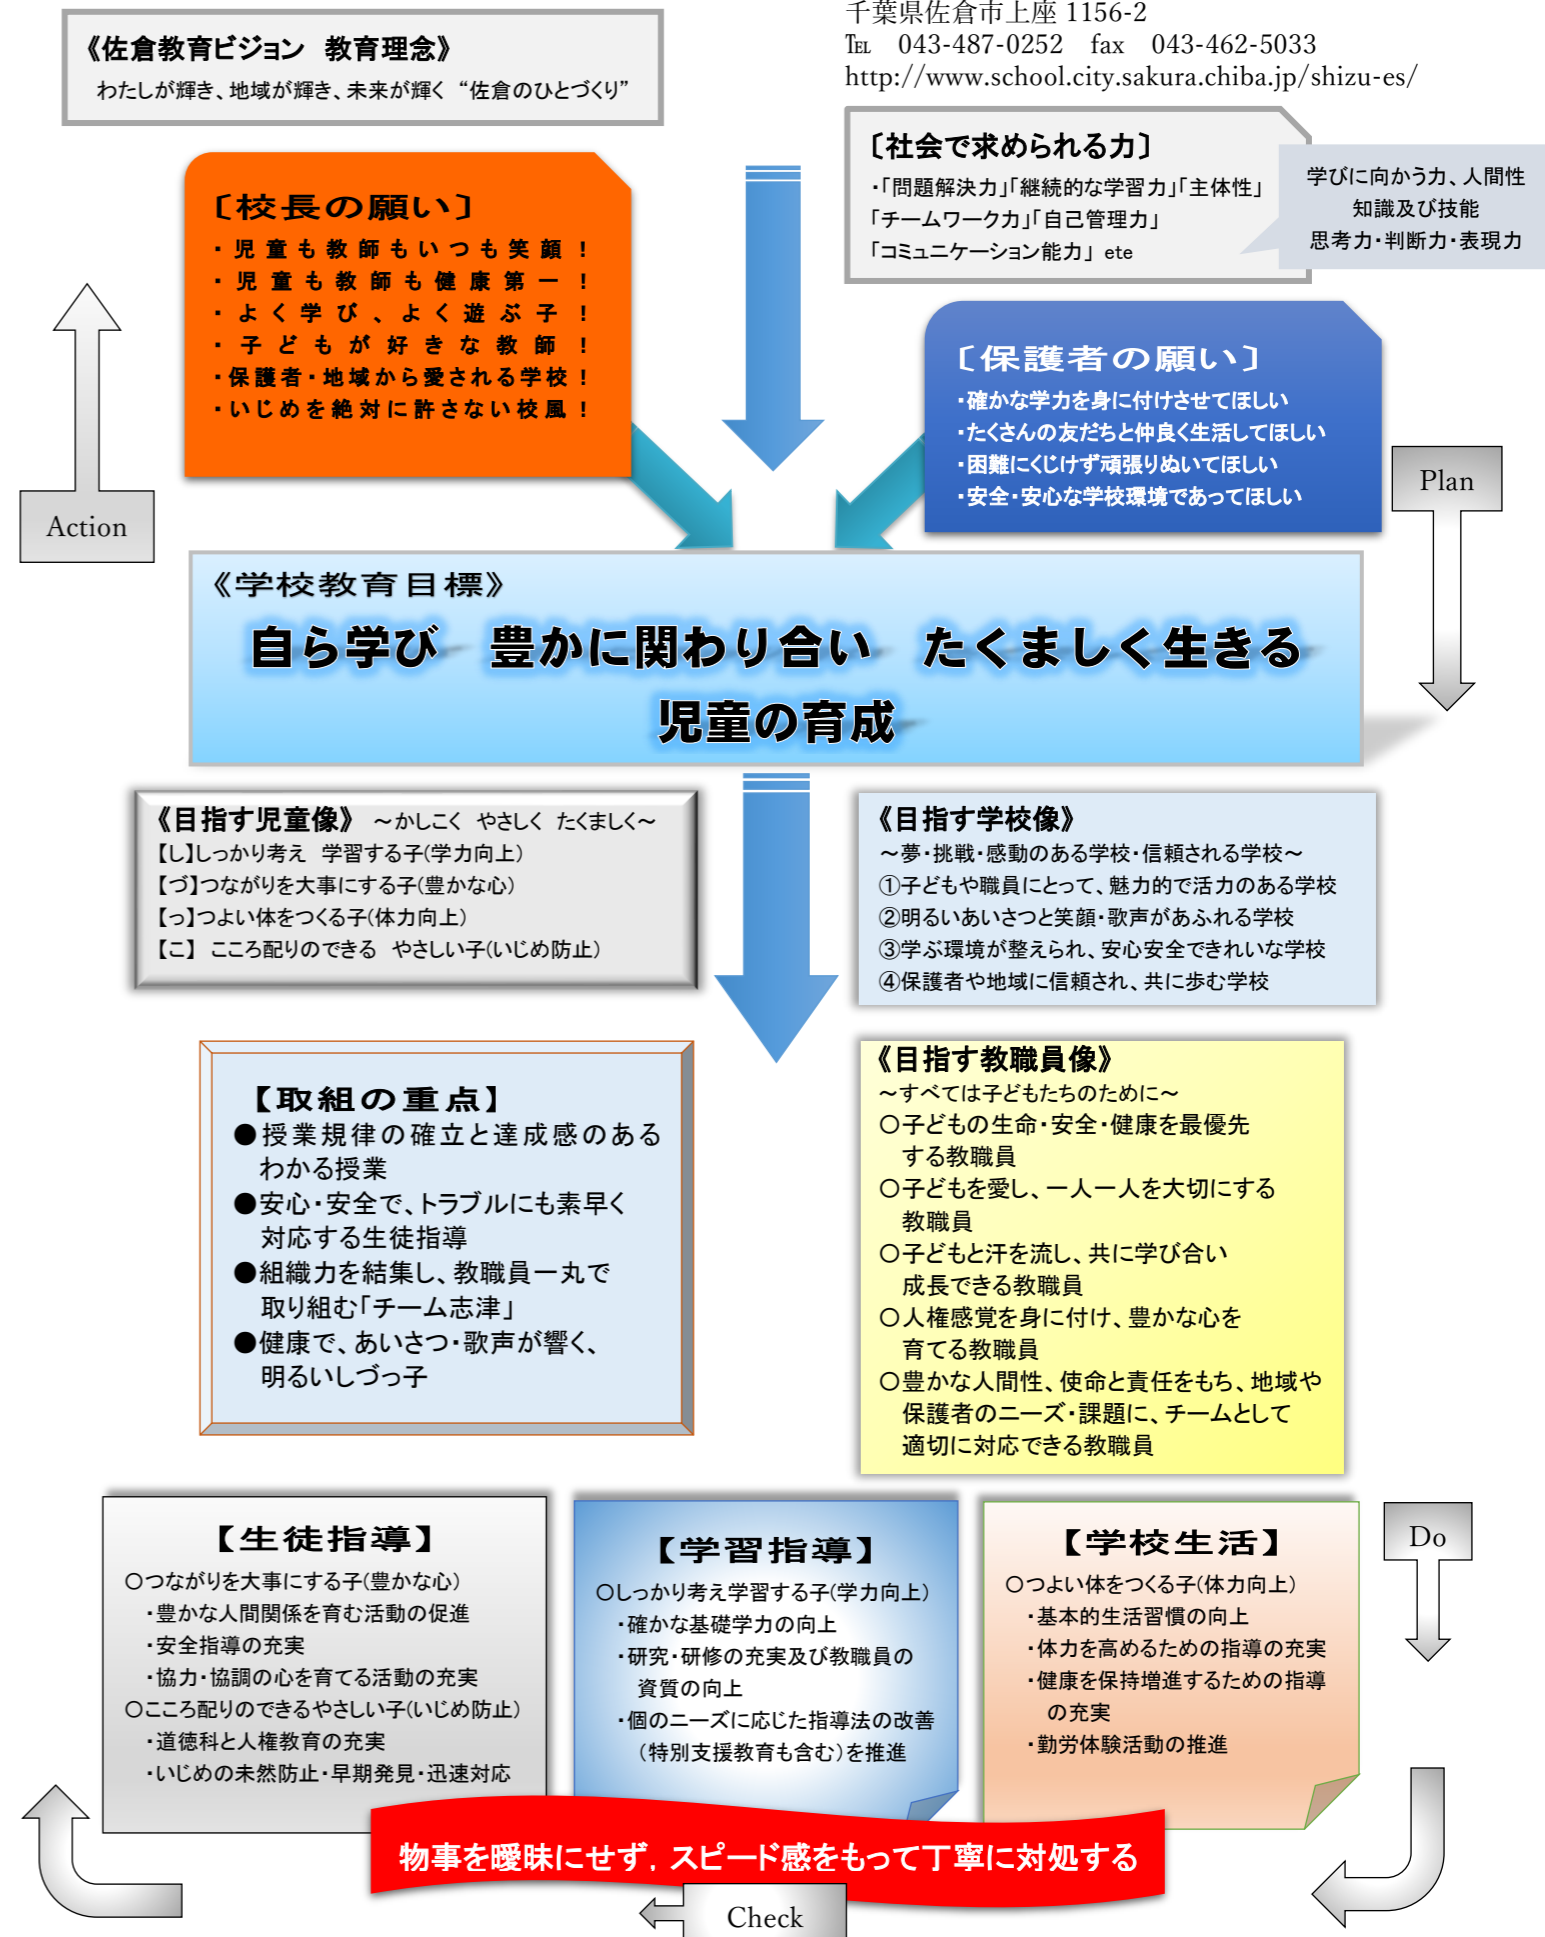 千葉県佐倉市上座 1156-2
℡ 043-487-0252 fax 043-462-5033
http://www.school.city.sakura.chiba.jp/shizu-es/
《佐倉教育ビジョン 教育理念》
わたしが輝き、地域が輝き、未来が輝く “佐倉のひとづくり”
〔社会で求められる力〕
・「問題解決力」「継続的な学習力」「主体性」
「チームワーク力」「自己管理力」
「コミュニケーション能力」 ete
学びに向かう力、人間性
知識及び技能
思考力・判断力・表現力
〔校長の願い〕
・児童も教師もいつも笑顔！
・児童も教師も健康第一！
・よく学び、よく遊ぶ子！
・子どもが好きな教師！
・保護者・地域から愛される学校！
・いじめを絶対に許さない校風！
〔保護者の願い〕
・確かな学力を身に付けさせてほしい
・たくさんの友だちと仲良く生活してほしい
・困難にくじけず頑張りぬいてほしい
・安全・安心な学校環境であってほしい
Action
Plan
《学校教育目標》
自ら学び 豊かに関わり合い たくましく生きる
児童の育成
《目指す児童像》 ～かしこく やさしく たくましく～
【し】しっかり考え 学習する子(学力向上)
【づ】つながりを大事にする子(豊かな心)
【っ】つよい体をつくる子(体力向上)
【こ】 こころ配りのできる やさしい子(いじめ防止)
《目指す学校像》
～夢・挑戦・感動のある学校・信頼される学校～
①子どもや職員にとって、魅力的で活力のある学校
②明るいあいさつと笑顔・歌声があふれる学校
③学ぶ環境が整えられ、安心安全できれいな学校
④保護者や地域に信頼され、共に歩む学校
【取組の重点】
●授業規律の確立と達成感のある
わかる授業
●安心・安全で、トラブルにも素早く
対応する生徒指導
●組織力を結集し、教職員一丸で
取り組む「チーム志津」
●健康で、あいさつ・歌声が響く、
明るいしづっ子
《目指す教職員像》
～すべては子どもたちのために～
○子どもの生命・安全・健康を最優先
する教職員
○子どもを愛し、一人一人を大切にする
教職員
○子どもと汗を流し、共に学び合い
成長できる教職員
○人権感覚を身に付け、豊かな心を
育てる教職員
○豊かな人間性、使命と責任をもち、地域や
保護者のニーズ・課題に、チームとして
適切に対応できる教職員
【生徒指導】
○つながりを大事にする子(豊かな心)
・豊かな人間関係を育む活動の促進
・安全指導の充実
・協力・協調の心を育てる活動の充実
○こころ配りのできるやさしい子(いじめ防止)
・道徳科と人権教育の充実
・いじめの未然防止・早期発見・迅速対応
【学習指導】
○しっかり考え学習する子(学力向上)
・確かな基礎学力の向上
・研究・研修の充実及び教職員の
資質の向上
・個のニーズに応じた指導法の改善
（特別支援教育も含む）を推進
【学校生活】
○つよい体をつくる子(体力向上)
・基本的生活習慣の向上
・体力を高めるための指導の充実
・健康を保持増進するための指導
の充実
・勤労体験活動の推進
Do
物事を曖昧にせず，スピード感をもって丁寧に対処する
Check